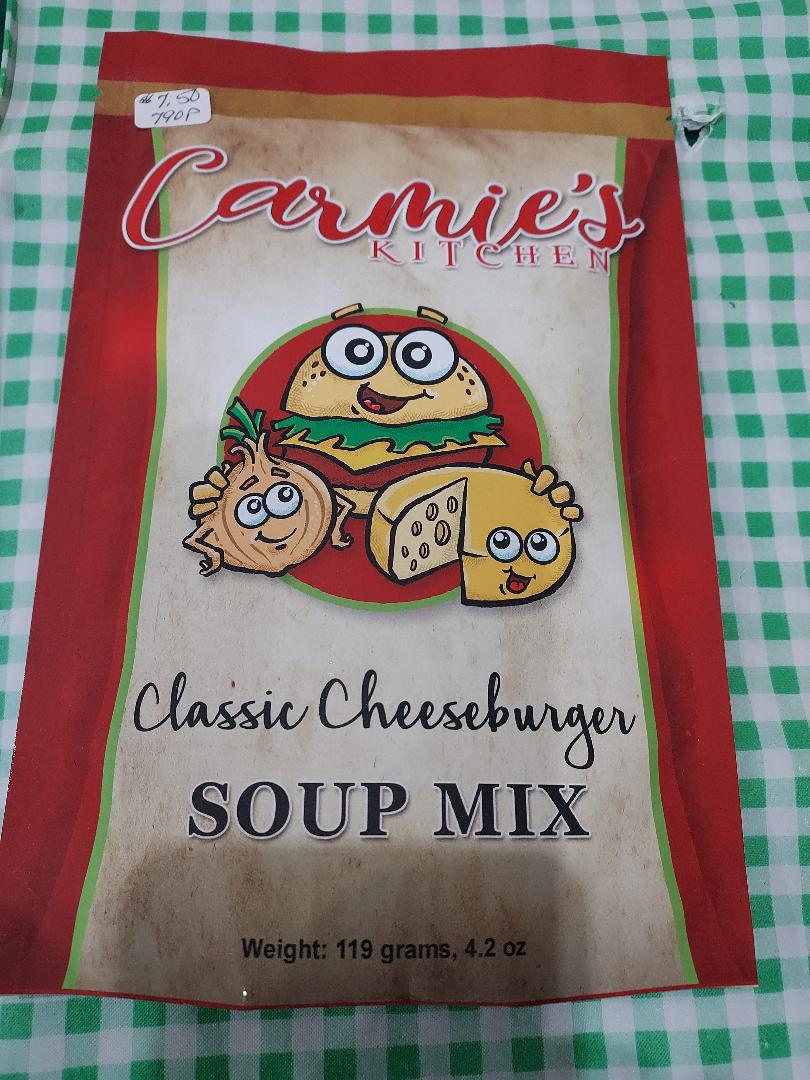 $7.50
790P
Carmie's
KITCHEN
Classic Cheeseburger
SOUP MIX
Weight: 119 grams, 4.2 oz